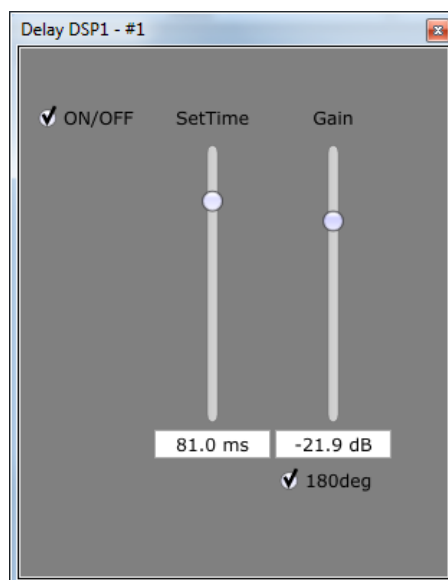 Delay DSP1 - #1
ON/OFF SetTime Gain
81.0 ms -21.9 dB
180deg